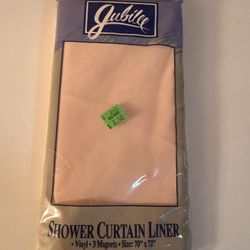 Jubilee
SHOWER CURTAIN LINER
• Vinyl • 3 Magnets • Size: 70" x 72"